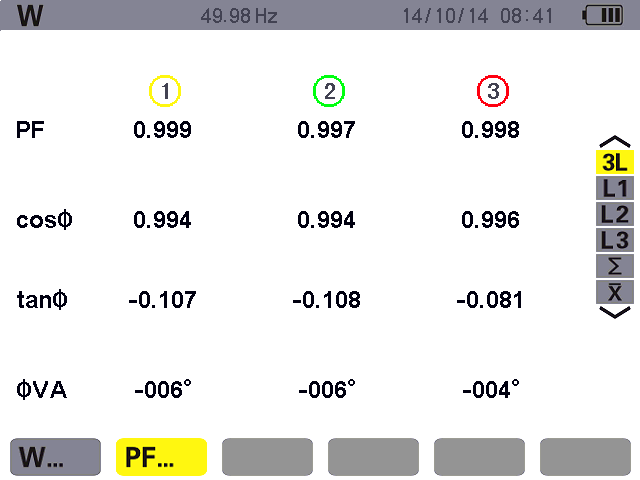 W 49.98 Hz 14/10/14 08:41
1 2 3
PF 0.999 0.997 0.998
cosϕ 0.994 0.994 0.996
tanϕ -0.107 -0.108 -0.081
ϕVA -006° -006° -004°
3L
L1
L2
L3
Σ
X̅
W... PF...